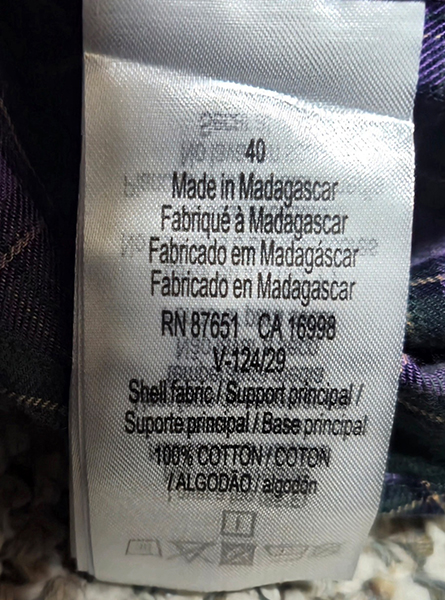 40
Made in Madagascar
Fabriqué à Madagascar
Fabricado em Madagáscar
Fabricado en Madagascar
RN 87651 CA 16998
V-124/29
Shell fabric / Support principal /
Suporte principal / Base principal
100% COTTON / COTON
/ ALGODÃO / algodón